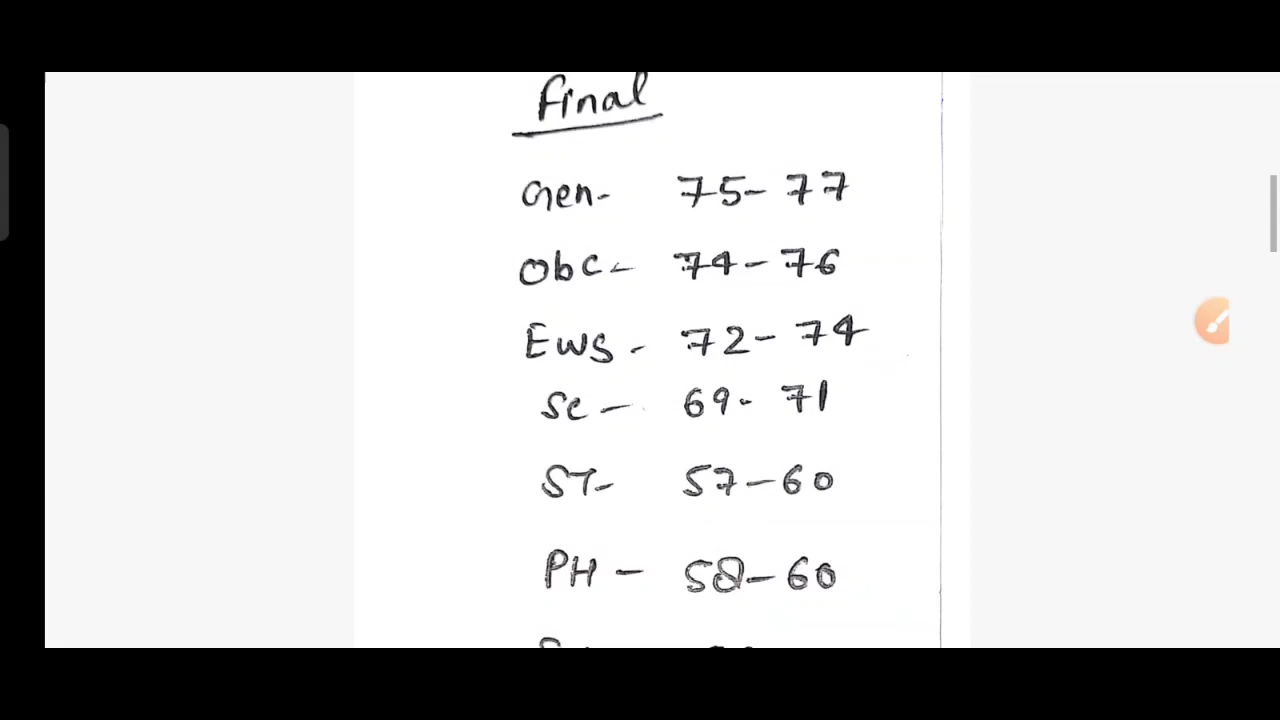 Final
Gen- 75-77
Obc- 74-76
EWS - 72-74
Sc - 69-71
ST- 57-60
PH - 58-60